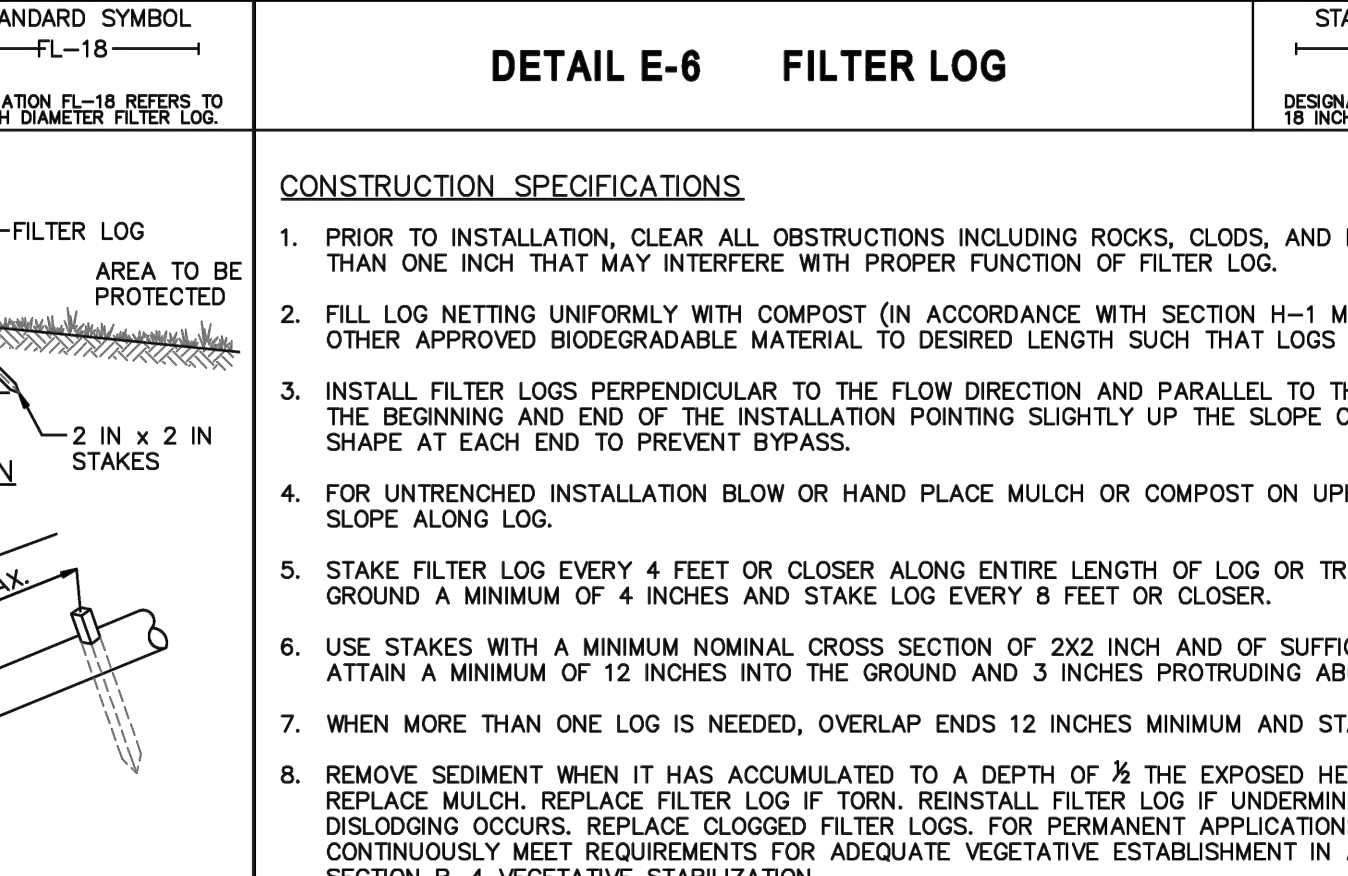 ANDARD SYMBOL
FL-18
ATION FL-18 REFERS TO
H DIAMETER FILTER LOG.
DETAIL E-6 FILTER LOG
STA
DESIGNA
18 INCH
FILTER LOG
AREA TO BE
PROTECTED
2 IN x 2 IN
STAKES
N
AX.
CONSTRUCTION SPECIFICATIONS
1. PRIOR TO INSTALLATION, CLEAR ALL OBSTRUCTIONS INCLUDING ROCKS, CLODS, AND
THAN ONE INCH THAT MAY INTERFERE WITH PROPER FUNCTION OF FILTER LOG.
2. FILL LOG NETTING UNIFORMLY WITH COMPOST (IN ACCORDANCE WITH SECTION H-1 M
OTHER APPROVED BIODEGRADABLE MATERIAL TO DESIRED LENGTH SUCH THAT LOGS
3. INSTALL FILTER LOGS PERPENDICULAR TO THE FLOW DIRECTION AND PARALLEL TO TH
THE BEGINNING AND END OF THE INSTALLATION POINTING SLIGHTLY UP THE SLOPE C
SHAPE AT EACH END TO PREVENT BYPASS.
4. FOR UNTRENCHED INSTALLATION BLOW OR HAND PLACE MULCH OR COMPOST ON UPH
SLOPE ALONG LOG.
5. STAKE FILTER LOG EVERY 4 FEET OR CLOSER ALONG ENTIRE LENGTH OF LOG OR TR
GROUND A MINIMUM OF 4 INCHES AND STAKE LOG EVERY 8 FEET OR CLOSER.
6. USE STAKES WITH A MINIMUM NOMINAL CROSS SECTION OF 2X2 INCH AND OF SUFFIC
ATTAIN A MINIMUM OF 12 INCHES INTO THE GROUND AND 3 INCHES PROTRUDING ABO
7. WHEN MORE THAN ONE LOG IS NEEDED, OVERLAP ENDS 12 INCHES MINIMUM AND STA
8. REMOVE SEDIMENT WHEN IT HAS ACCUMULATED TO A DEPTH OF ½ THE EXPOSED HE
REPLACE MULCH. REPLACE FILTER LOG IF TORN. REINSTALL FILTER LOG IF UNDERMIN
DISLODGING OCCURS. REPLACE CLOGGED FILTER LOGS. FOR PERMANENT APPLICATIONS
CONTINUOUSLY MEET REQUIREMENTS FOR ADEQUATE VEGETATIVE ESTABLISHMENT IN
SECTION B-4 VEGETATIVE STABILIZATION.